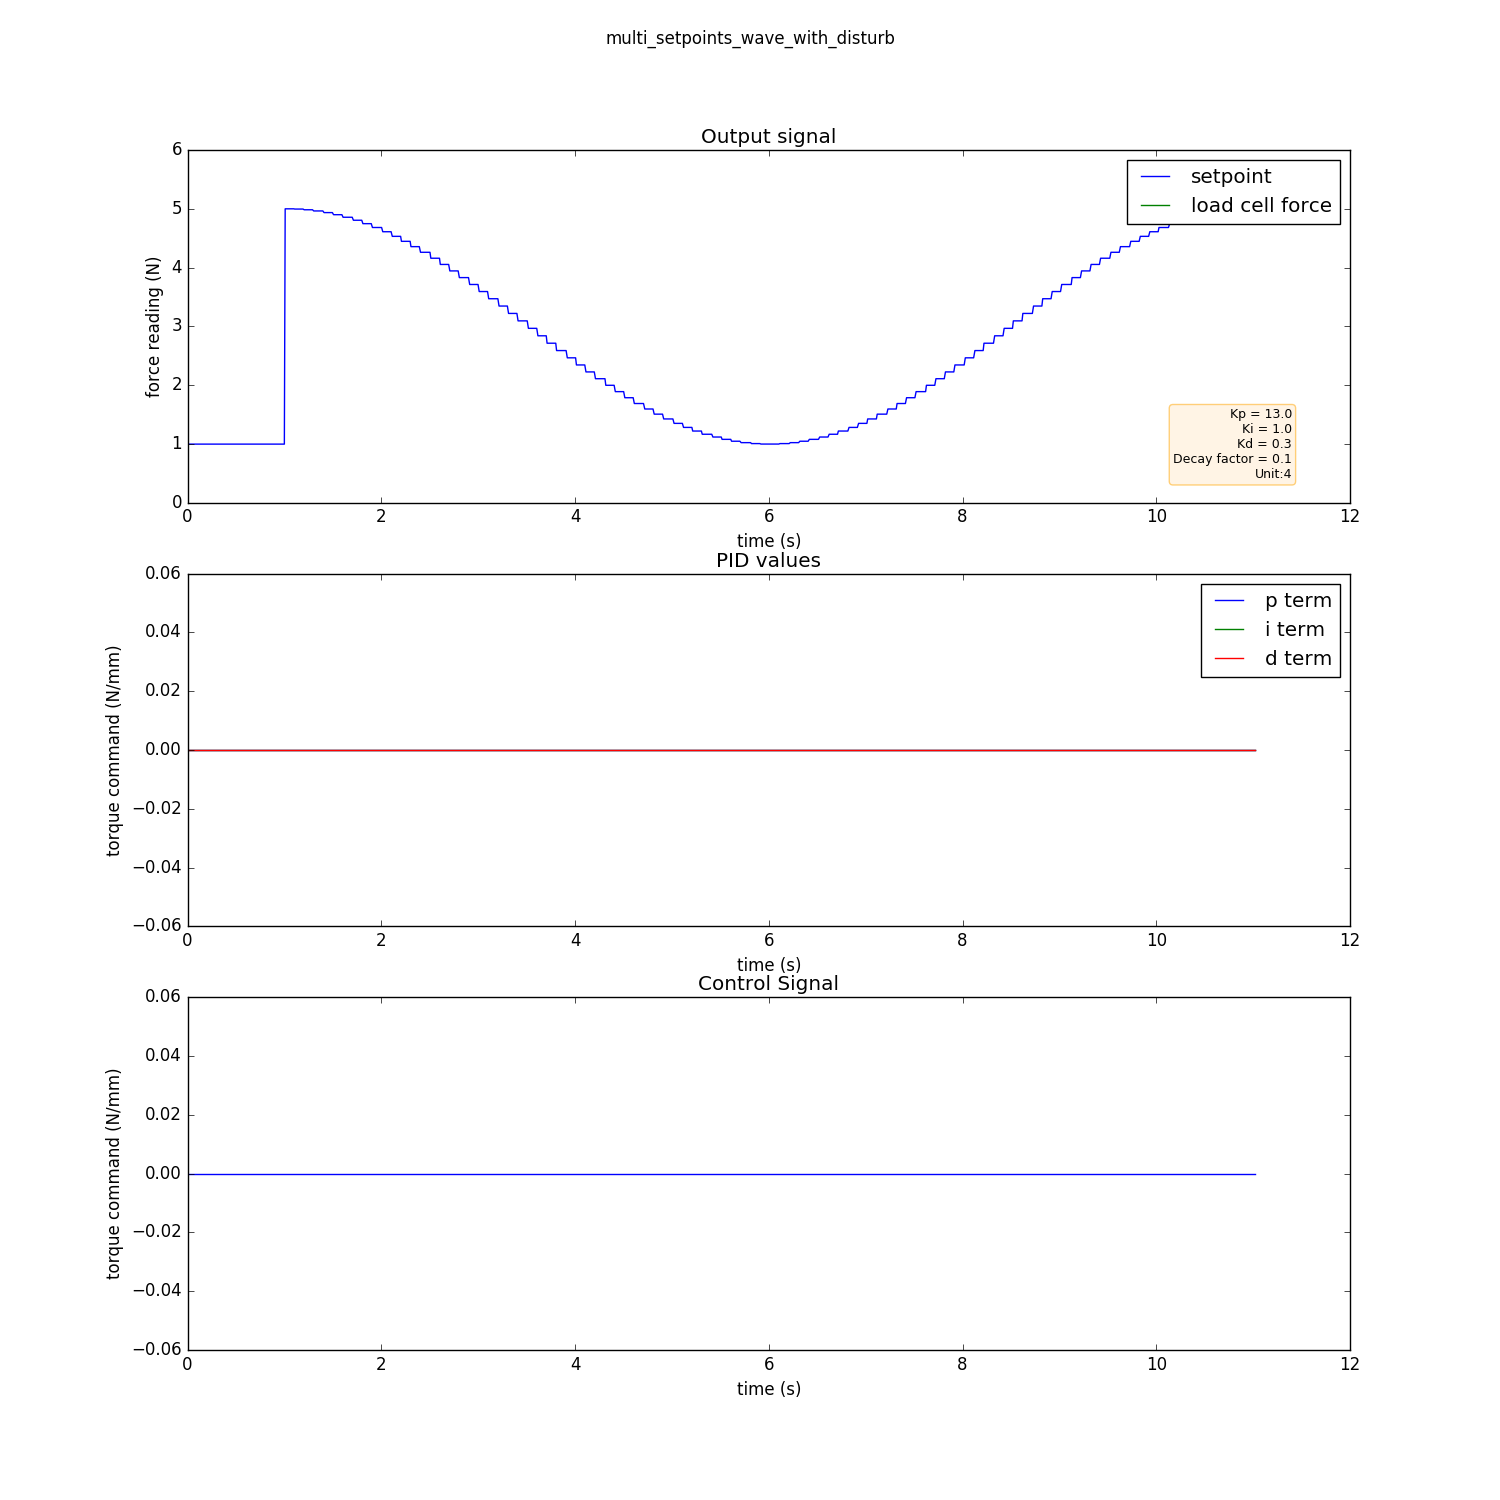 multi_setpoints_wave_with_disturb
Output signal
6
5
4
3
2
1
0
force reading (N)
setpoint
load cell force
Kp = 13.0
Ki = 1.0
Kd = 0.3
Decay factor = 0.1
Unit:4
0 2 4 6 8 10 12
time (s)
PID values
0.06
0.04
0.02
0.00
−0.02
−0.04
−0.06
torque command (N/mm)
p term
i term
d term
0 2 4 6 8 10 12
time (s)
Control Signal
0.06
0.04
0.02
0.00
−0.02
−0.04
−0.06
torque command (N/mm)
0 2 4 6 8 10 12
time (s)